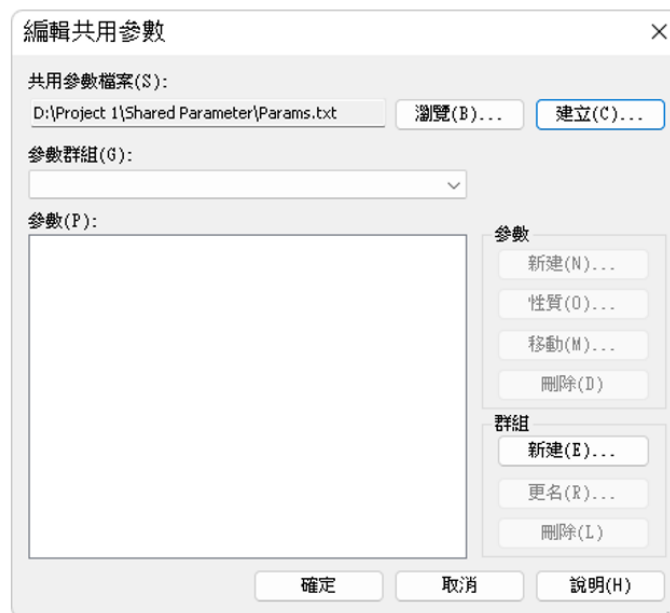 編輯共用參數
共用參數檔案(S):
D:\Project 1\Shared Parameter\Params.txt
瀏覽(B)...
建立(C)...
參數群組(G):
參數(P):
參數
新建(N)...
性質(O)...
移動(M)...
刪除(D)
群組
新建(E)...
更名(R)...
刪除(L)
確定
取消
說明(H)